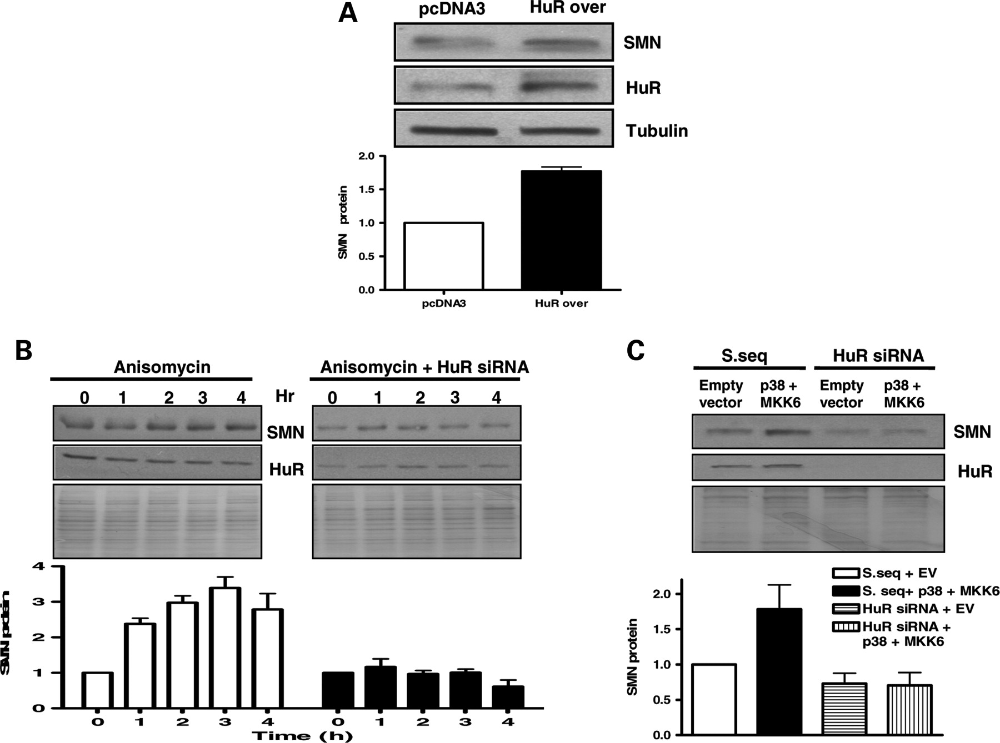 A
pcDNA3 HuR over
SMN
HuR
Tubulin
2.0
1.5
1.0
0.5
0.0
SMN protein
pcDNA3 HuR over
B
Anisomycin Anisomycin + HuR siRNA
0 1 2 3 4 Hr 0 1 2 3 4
SMN
HuR
4
3
2
1
0
SMN protein
0 1 2 3 4 0 1 2 3 4
Time (h)
C
S.seq HuR siRNA
Empty vector p38 + MKK6 Empty vector p38 + MKK6
SMN
HuR
S.seq + EV
S. seq+ p38 + MKK6
HuR siRNA + EV
HuR siRNA +
p38 + MKK6
2.0
1.5
1.0
0.5
0.0
SMN protein